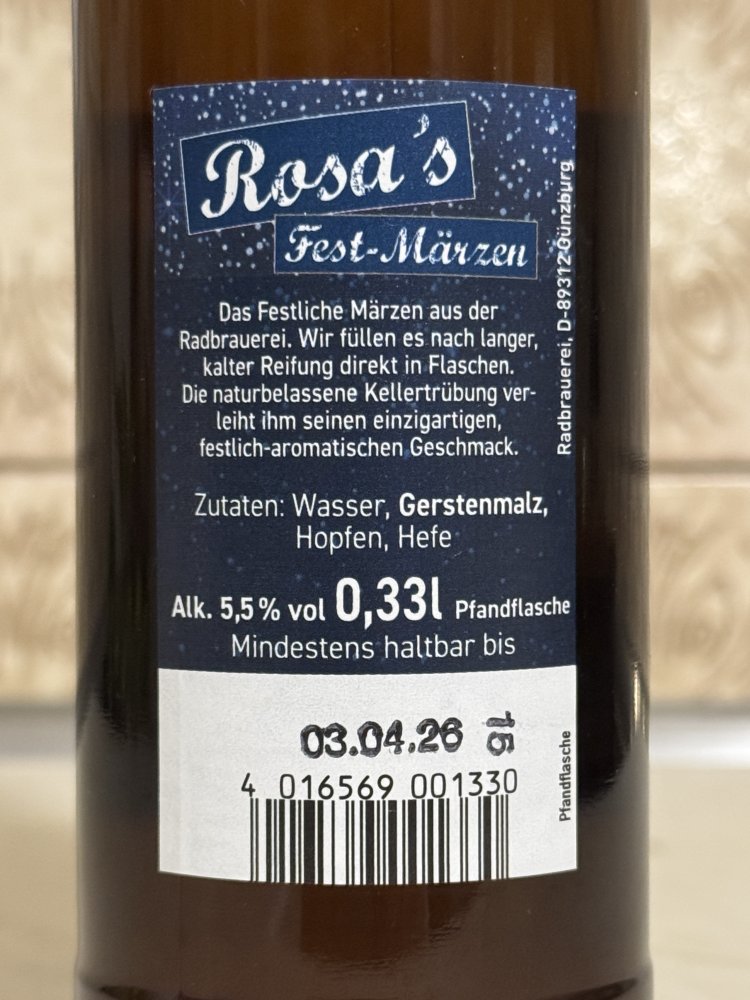 Rosa's
Fest-Märzen
Das Festliche Märzen aus der
Radbrauerei. Wir füllen es nach langer,
kalter Reifung direkt in Flaschen.
Die naturbelassene Kellertrübung ver-
leiht ihm seinen einzigartigen,
festlich-aromatischen Geschmack.
Radbrauerei, D-89312 Günzburg
Zutaten: Wasser, Gerstenmalz,
Hopfen, Hefe
Alk. 5,5 % vol 0,33l Pfandflasche
Mindestens haltbar bis
03.04.26 15
4 016569 001330
Pfandflasche